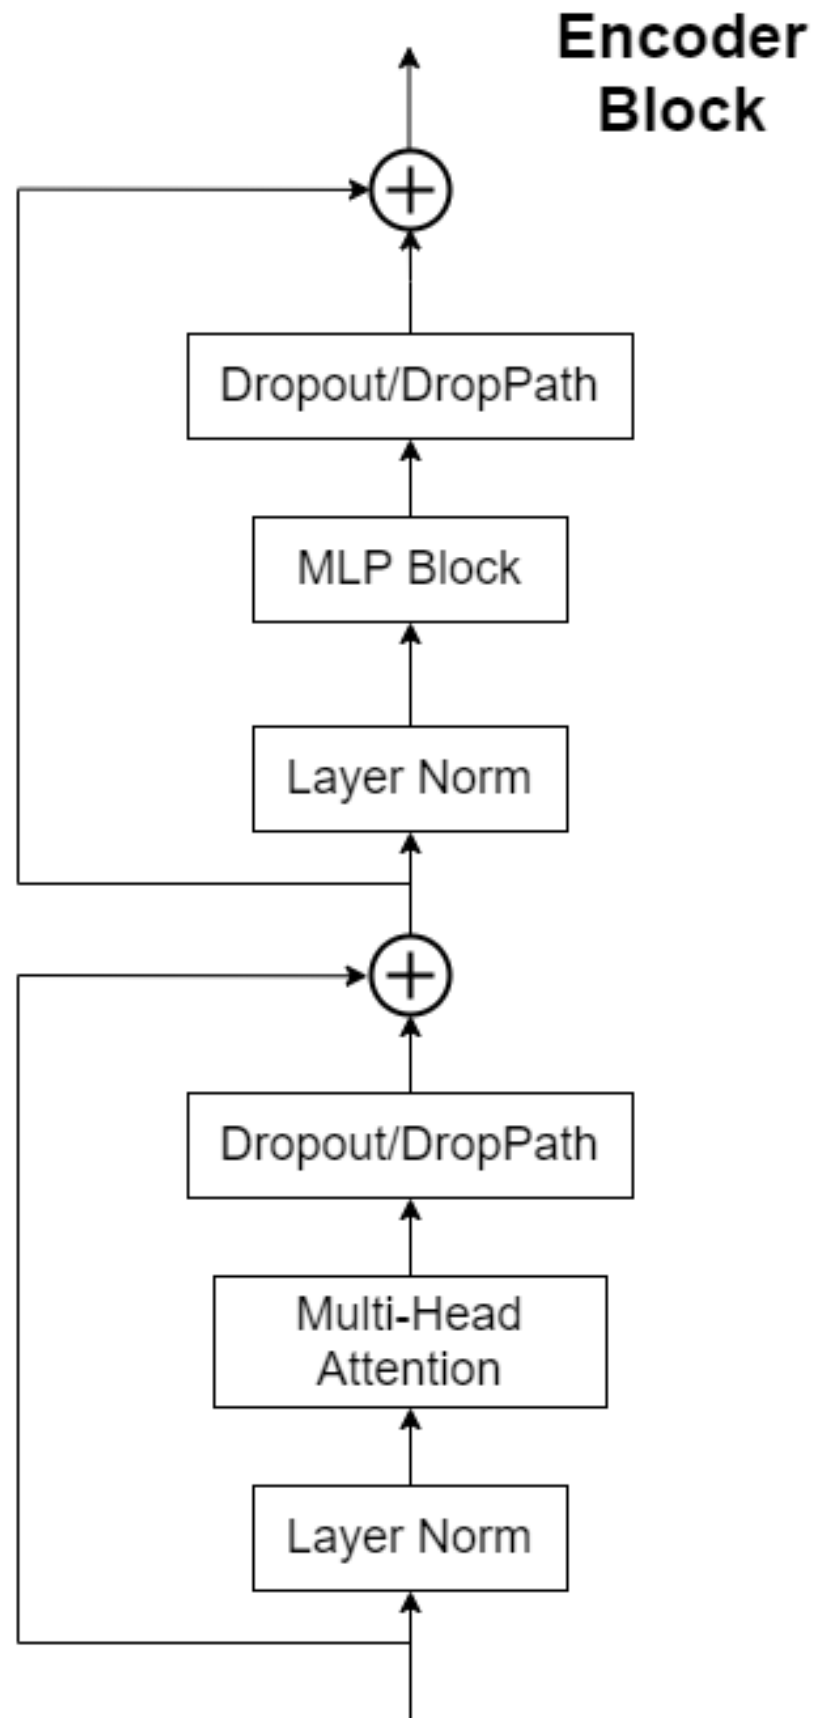 Encoder
Block
Dropout/DropPath
MLP Block
Layer Norm
Dropout/DropPath
Multi-Head
Attention
Layer Norm